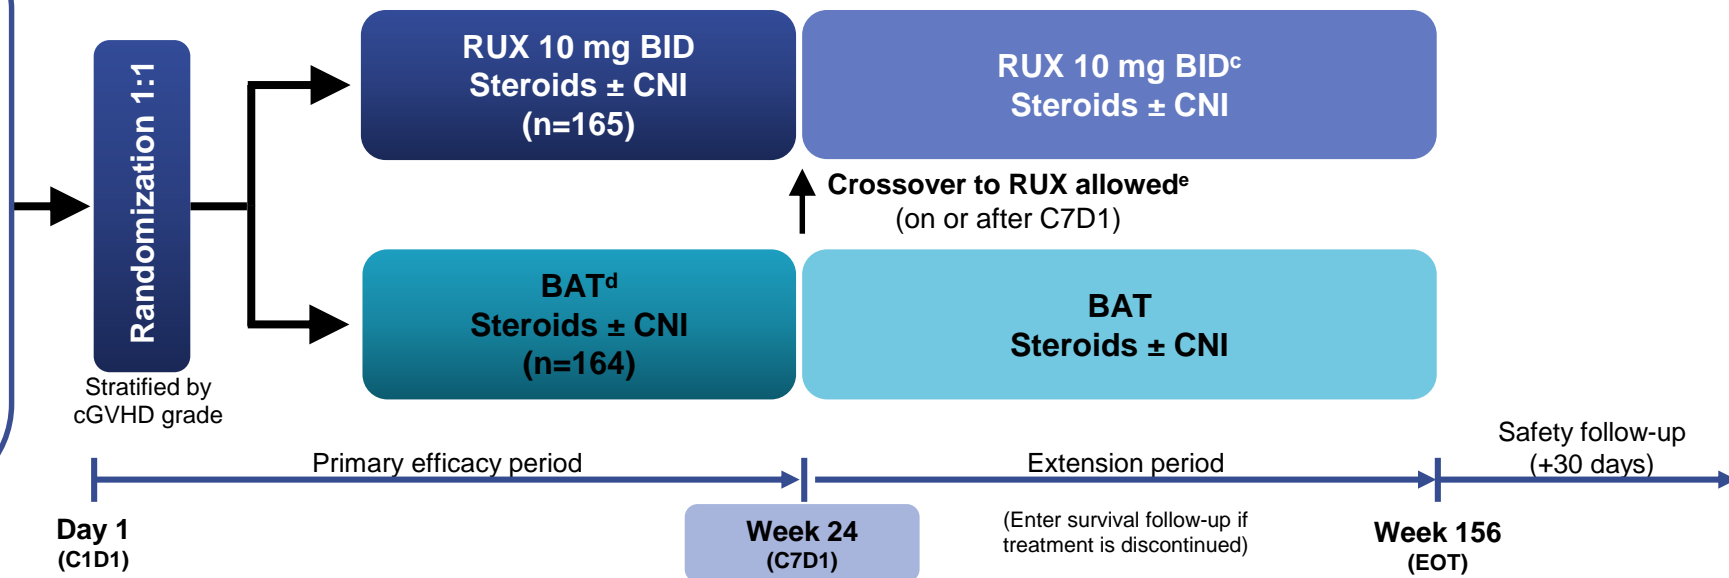 Randomization 1:1
Stratified by
cGVHD grade
RUX 10 mg BID
Steroids ± CNI
(n=165)
RUX 10 mg BIDᶜ
Steroids ± CNI
Crossover to RUX allowedᵉ
(on or after C7D1)
BATᵈ
Steroids ± CNI
(n=164)
BAT
Steroids ± CNI
Primary efficacy period
Extension period
Safety follow-up
(+30 days)
Day 1
(C1D1)
Week 24
(C7D1)
(Enter survival follow-up if
treatment is discontinued)
Week 156
(EOT)